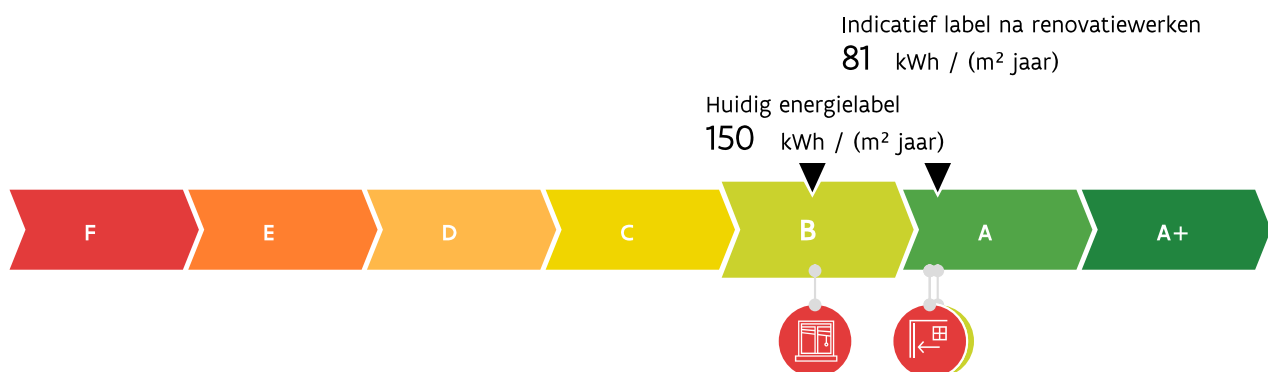 Indicatief label na renovatiewerken
81 kWh / (m² jaar)
Huidig energielabel
150 kWh / (m² jaar)
F E D C B A A+